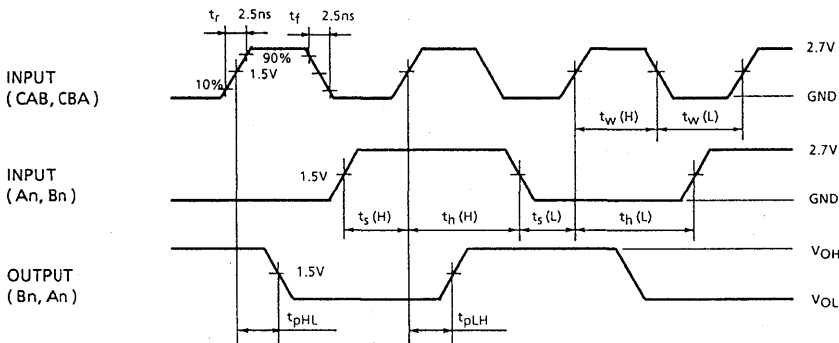 tr 2.5ns tf 2.5ns
INPUT
(CAB, CBA)
10% 1.5V 90%
2.7V
GND
tw (H) tw (L)
INPUT
(An, Bn)
1.5V
2.7V
GND
ts (H) th (H) ts (L) th (L)
OUTPUT
(Bn, An)
1.5V
VOH
VOL
tpHL tpLH